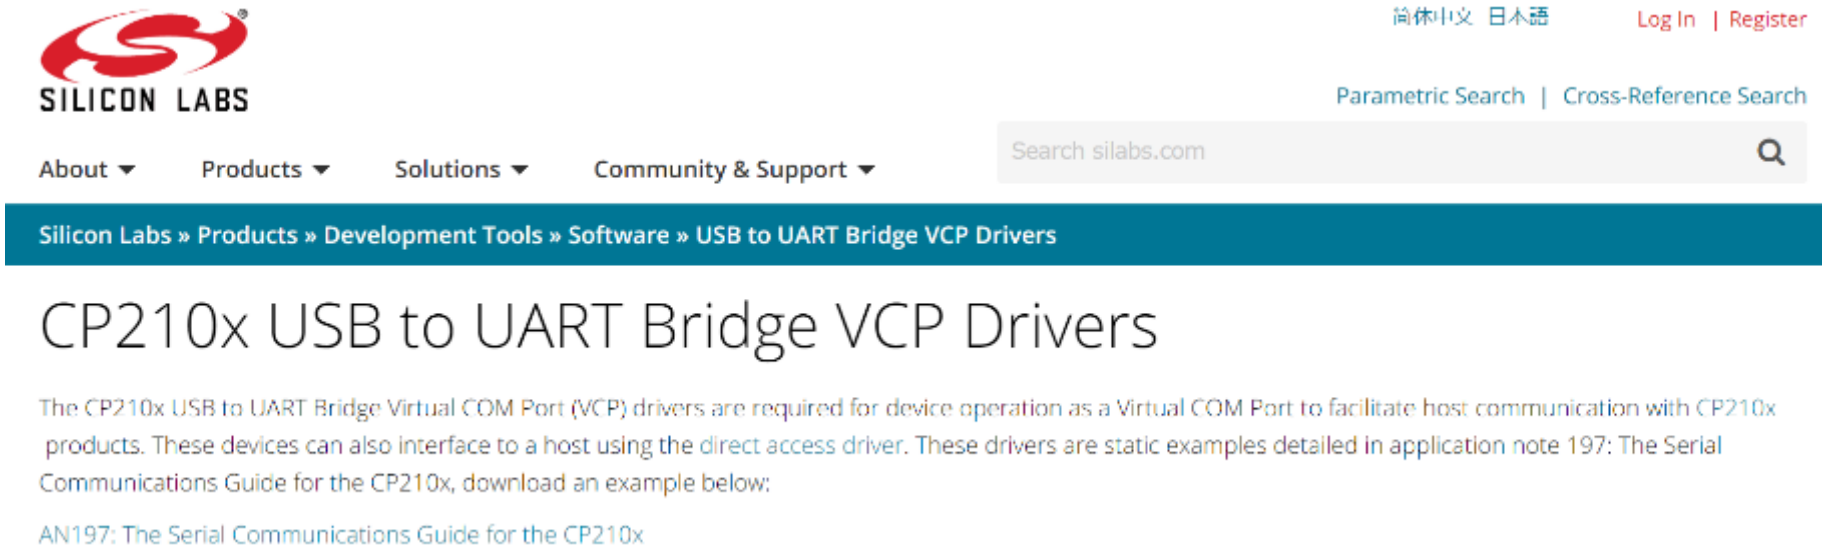 SILICON LABS
简体中文 日本語
Log In | Register
Parametric Search | Cross-Reference Search
About Products Solutions Community & Support
Search silabs.com
Silicon Labs » Products » Development Tools » Software » USB to UART Bridge VCP Drivers
CP210x USB to UART Bridge VCP Drivers
The CP210x USB to UART Bridge Virtual COM Port (VCP) drivers are required for device operation as a Virtual COM Port to facilitate host communication with CP210x
products. These devices can also interface to a host using the direct access driver. These drivers are static examples detailed in application note 197: The Serial
Communications Guide for the CP210x, download an example below:
AN197: The Serial Communications Guide for the CP210x